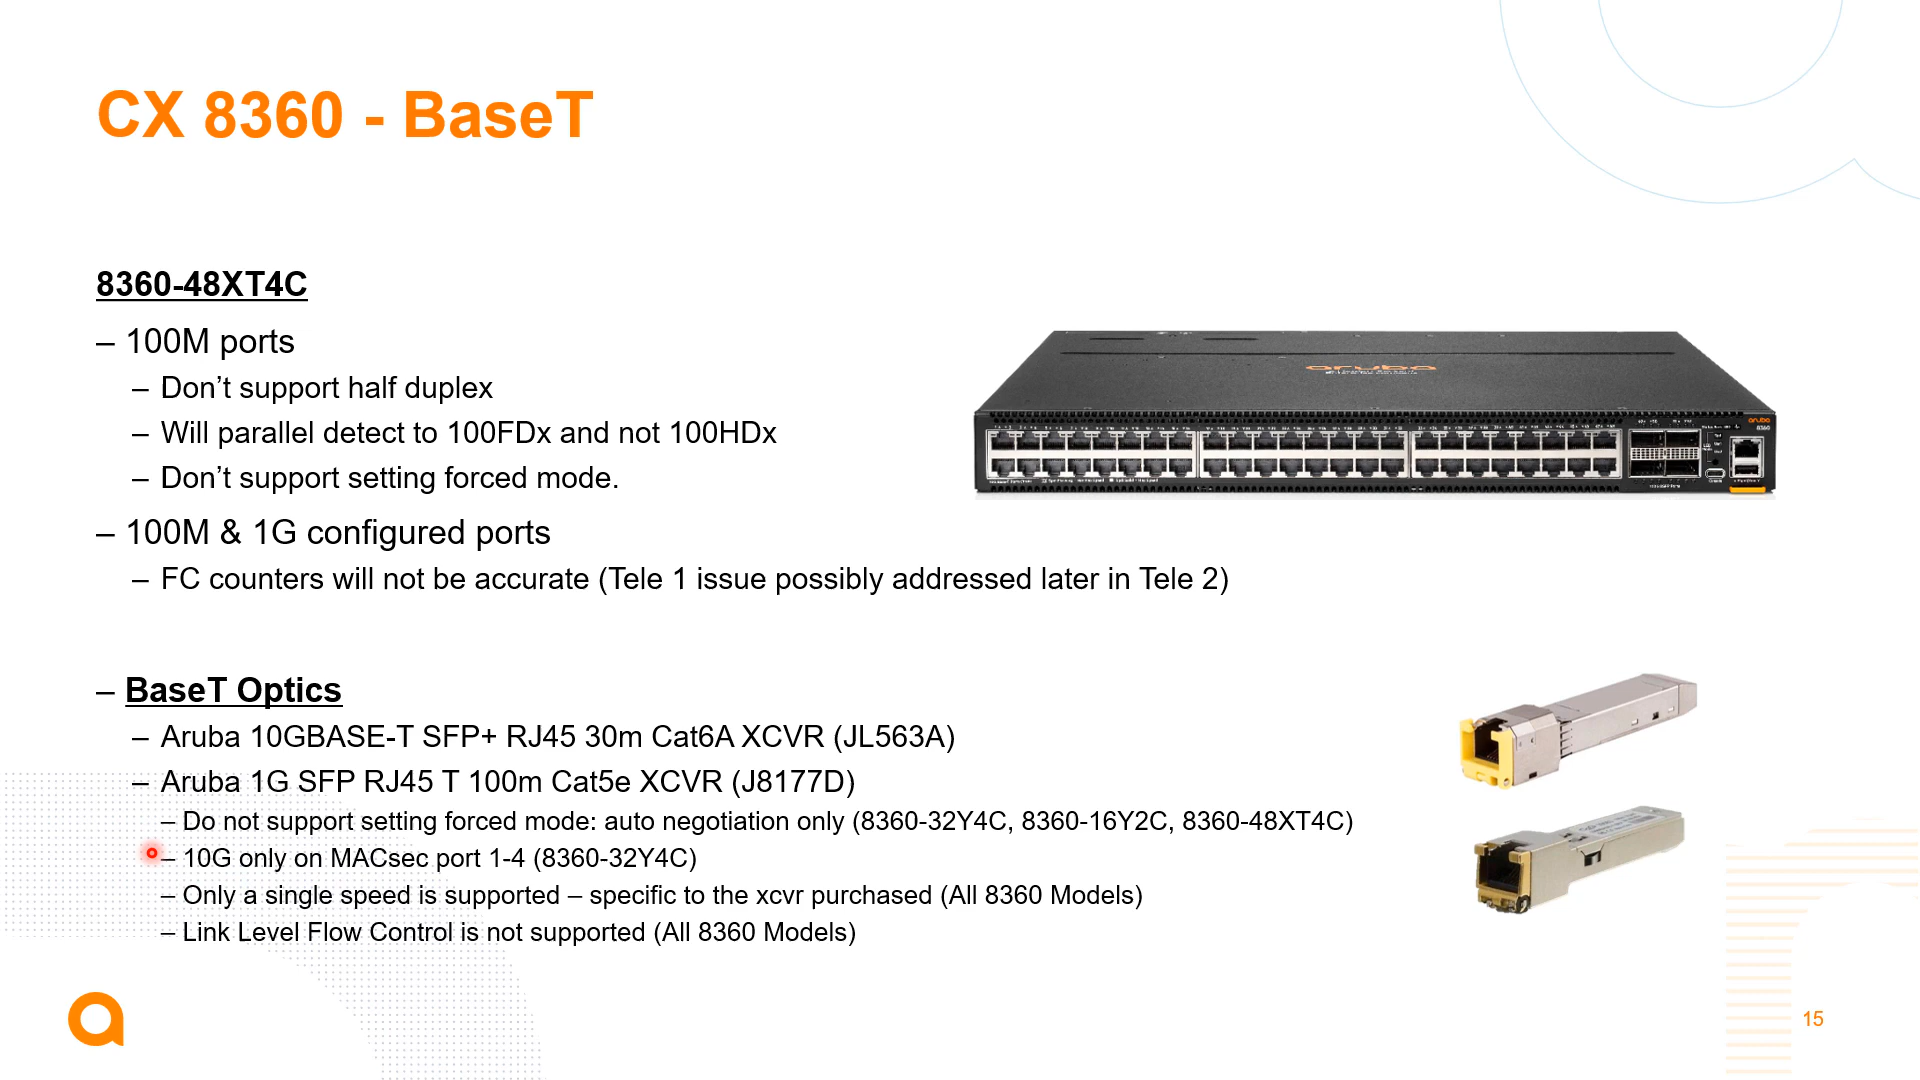 CX 8360 - BaseT
8360-48XT4C
– 100M ports
– Don’t support half duplex
– Will parallel detect to 100FDx and not 100HDx
– Don’t support setting forced mode.
– 100M & 1G configured ports
– FC counters will not be accurate (Tele 1 issue possibly addressed later in Tele 2)
aruba
aruba
8360
– BaseT Optics
– Aruba 10GBASE-T SFP+ RJ45 30m Cat6A XCVR (JL563A)
– Aruba 1G SFP RJ45 T 100m Cat5e XCVR (J8177D)
– Do not support setting forced mode: auto negotiation only (8360-32Y4C, 8360-16Y2C, 8360-48XT4C)
– 10G only on MACsec port 1-4 (8360-32Y4C)
– Only a single speed is supported – specific to the xcvr purchased (All 8360 Models)
– Link Level Flow Control is not supported (All 8360 Models)
15